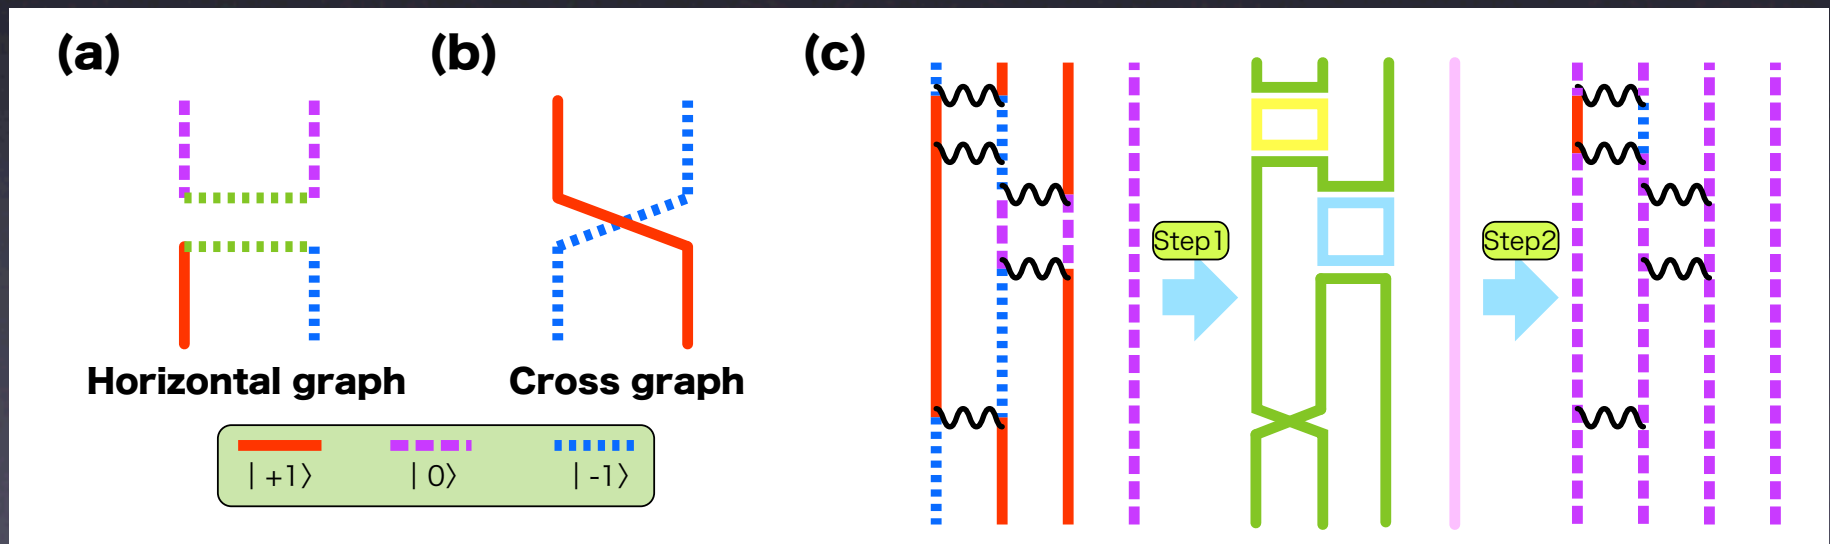 (a)
(b)
(c)
Step1
Step2
Horizontal graph
Cross graph
| +1⟩
| 0⟩
| -1⟩